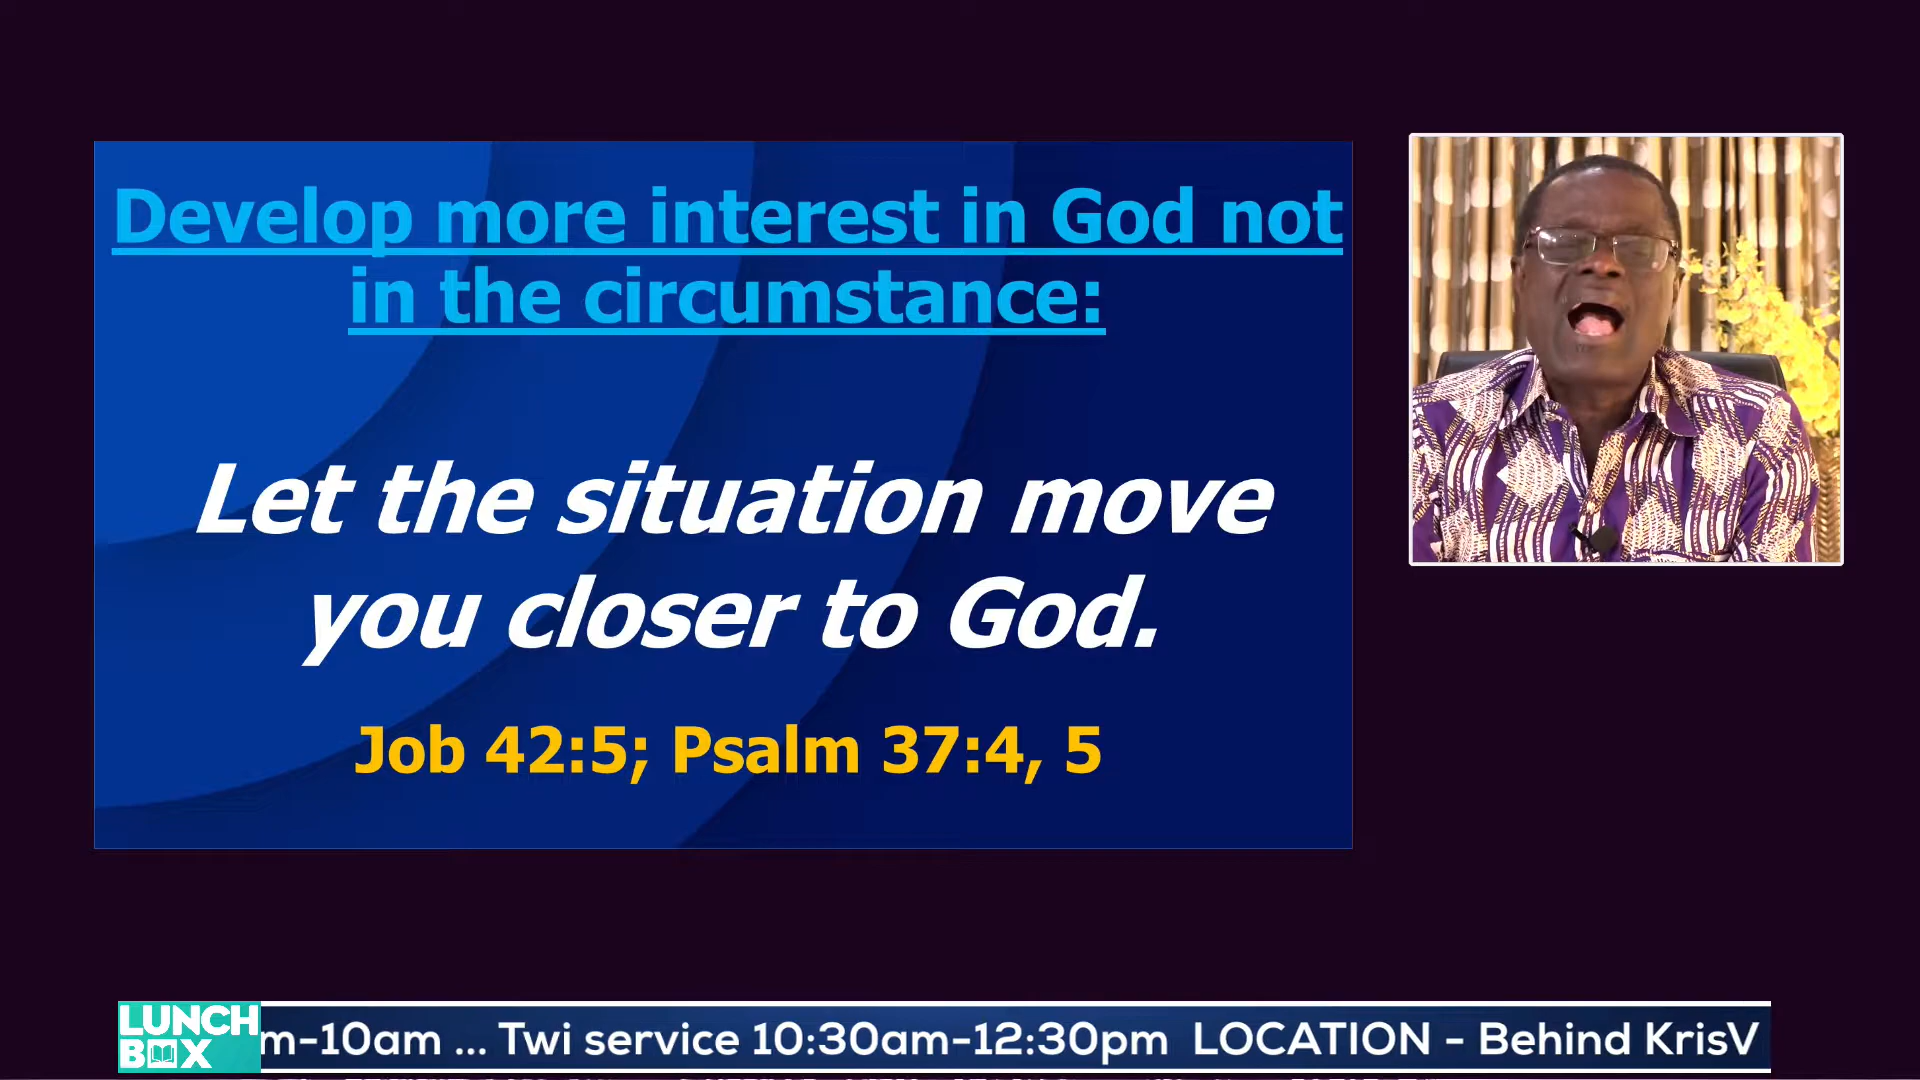 Develop more interest in God not
in the circumstance:
Let the situation move
you closer to God.
Job 42:5; Psalm 37:4, 5
LUNCH
BOX
m-10am ... Twi service 10:30am-12:30pm LOCATION - Behind KrisV